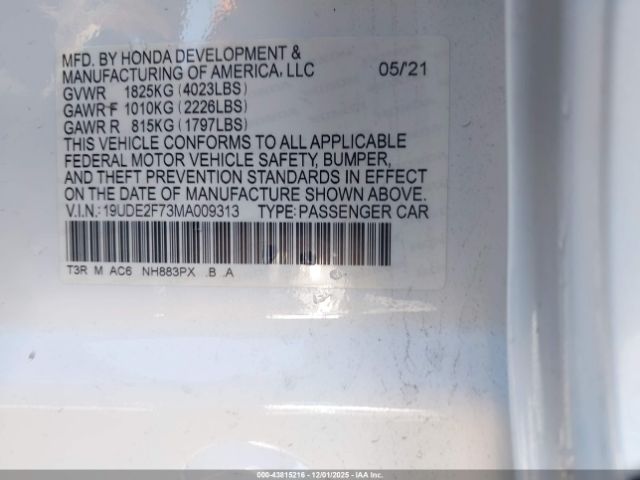 MFD. BY HONDA DEVELOPMENT &
MANUFACTURING OF AMERICA, LLC 05/21
GVWR 1825KG (4023LBS)
GAWR F 1010KG (2226LBS)
GAWR R 815KG (1797LBS)
THIS VEHICLE CONFORMS TO ALL APPLICABLE
FEDERAL MOTOR VEHICLE SAFETY, BUMPER,
AND THEFT PREVENTION STANDARDS IN EFFECT
ON THE DATE OF MANUFACTURE SHOWN ABOVE.
V.I.N.: 19UDE2F73MA009313 TYPE: PASSENGER CAR
T3R M AC6 NH883PX .B .A
000-43815216 - 12/01/2025 - IAAI, Inc.